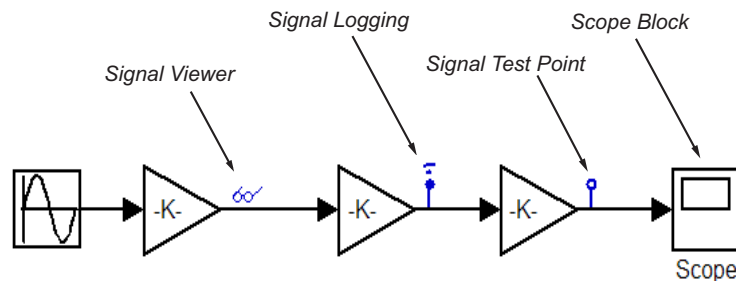 Signal Logging
Scope Block
Signal Viewer
Signal Test Point
-K-
-K-
-K-
Scope